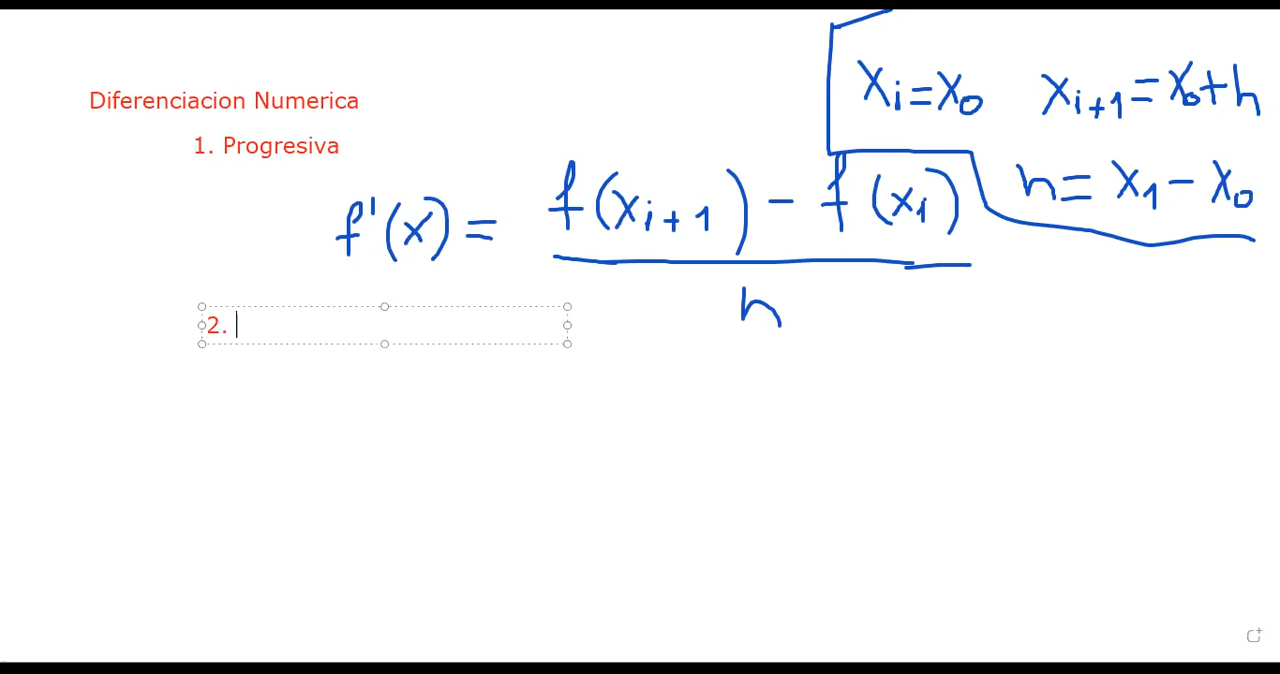 Diferenciacion Numerica
xi=x0 xi+1=x0+h
1. Progresiva
h=x1-x0
f'(x)= f(xi+1)-f(xi)
h
2.